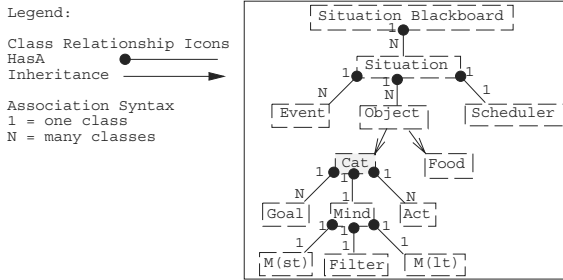 Legend:
Class Relationship Icons
HasA
Inheritance
Association Syntax
1 = one class
N = many classes
Situation Blackboard
1
N
Situation
1 1 1
N N 1
Event Object Scheduler
Cat Food
1 1 1
N 1 N
Goal Mind Act
1 1 1
1 1 1
M(st) Filter M(lt)